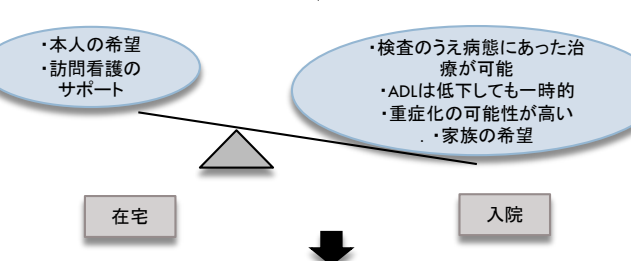 ・本人の希望
・訪問看護の
サポート
・検査のうえ病態にあった治
療が可能
・ADLは低下しても一時的
・重症化の可能性が高い
. ・家族の希望
在宅
入院